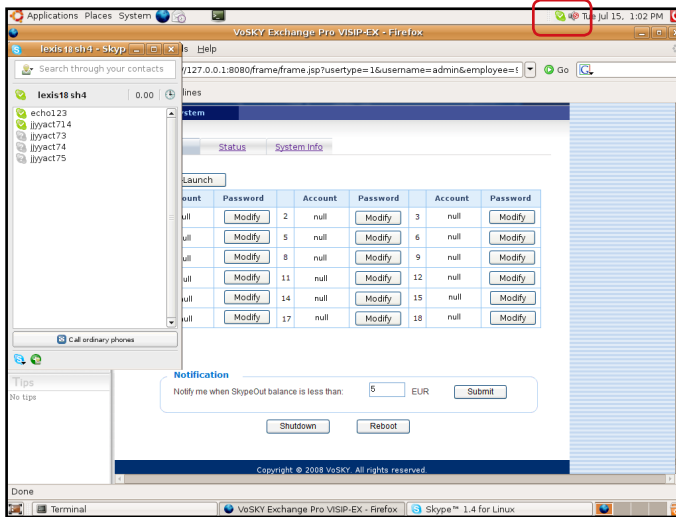 Applications Places System Tue Jul 15, 1:02 PM
VoSKY Exchange Pro VISIP-EX - Firefox
lexis18 sh4 - Skyp
ls Help
Search through your contacts
/127.0.0.1:8080/frame/frame.jsp?usertype=1&username=admin&employee= Go G
lexis18 sh4 0.00
lines
echo123
jjyyact714
jjyyact73
jjyyact74
jjyyact75
ystem
Status System Info
Launch
ount Password Account Password Account Password
ull Modify 2 null Modify 3 null Modify
ull Modify 5 null Modify 6 null Modify
ull Modify 8 null Modify 9 null Modify
ull Modify 11 null Modify 12 null Modify
ull Modify 14 null Modify 15 null Modify
ull Modify 17 null Modify 18 null Modify
Call ordinary phones
Tips
No tips
Notification
Notify me when SkypeOut balance is less than: 5 EUR Submit
Shutdown Reboot
Copyright © 2008 VoSKY. All rights reserved.
Done
Terminal VoSKY Exchange Pro VISIP-EX - Firefox Skype™ 1.4 for Linux